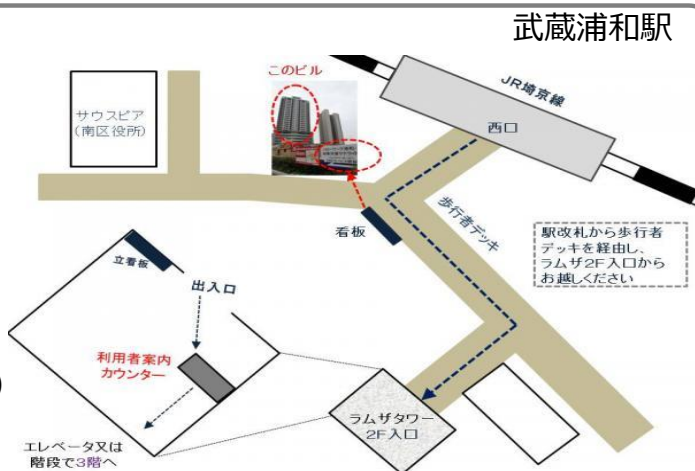 武蔵浦和駅
このビル
JR埼京線
サウスピア
(南区役所)
西口
歩行者デッキ
看板
駅改札から歩行者
デッキを経由し、
ラムザ2F入口から
お越しください
立看板
出入口
利用者案内
カウンター
)
ラムザタワー
2F入口
エレベータ又は
階段で3階へ